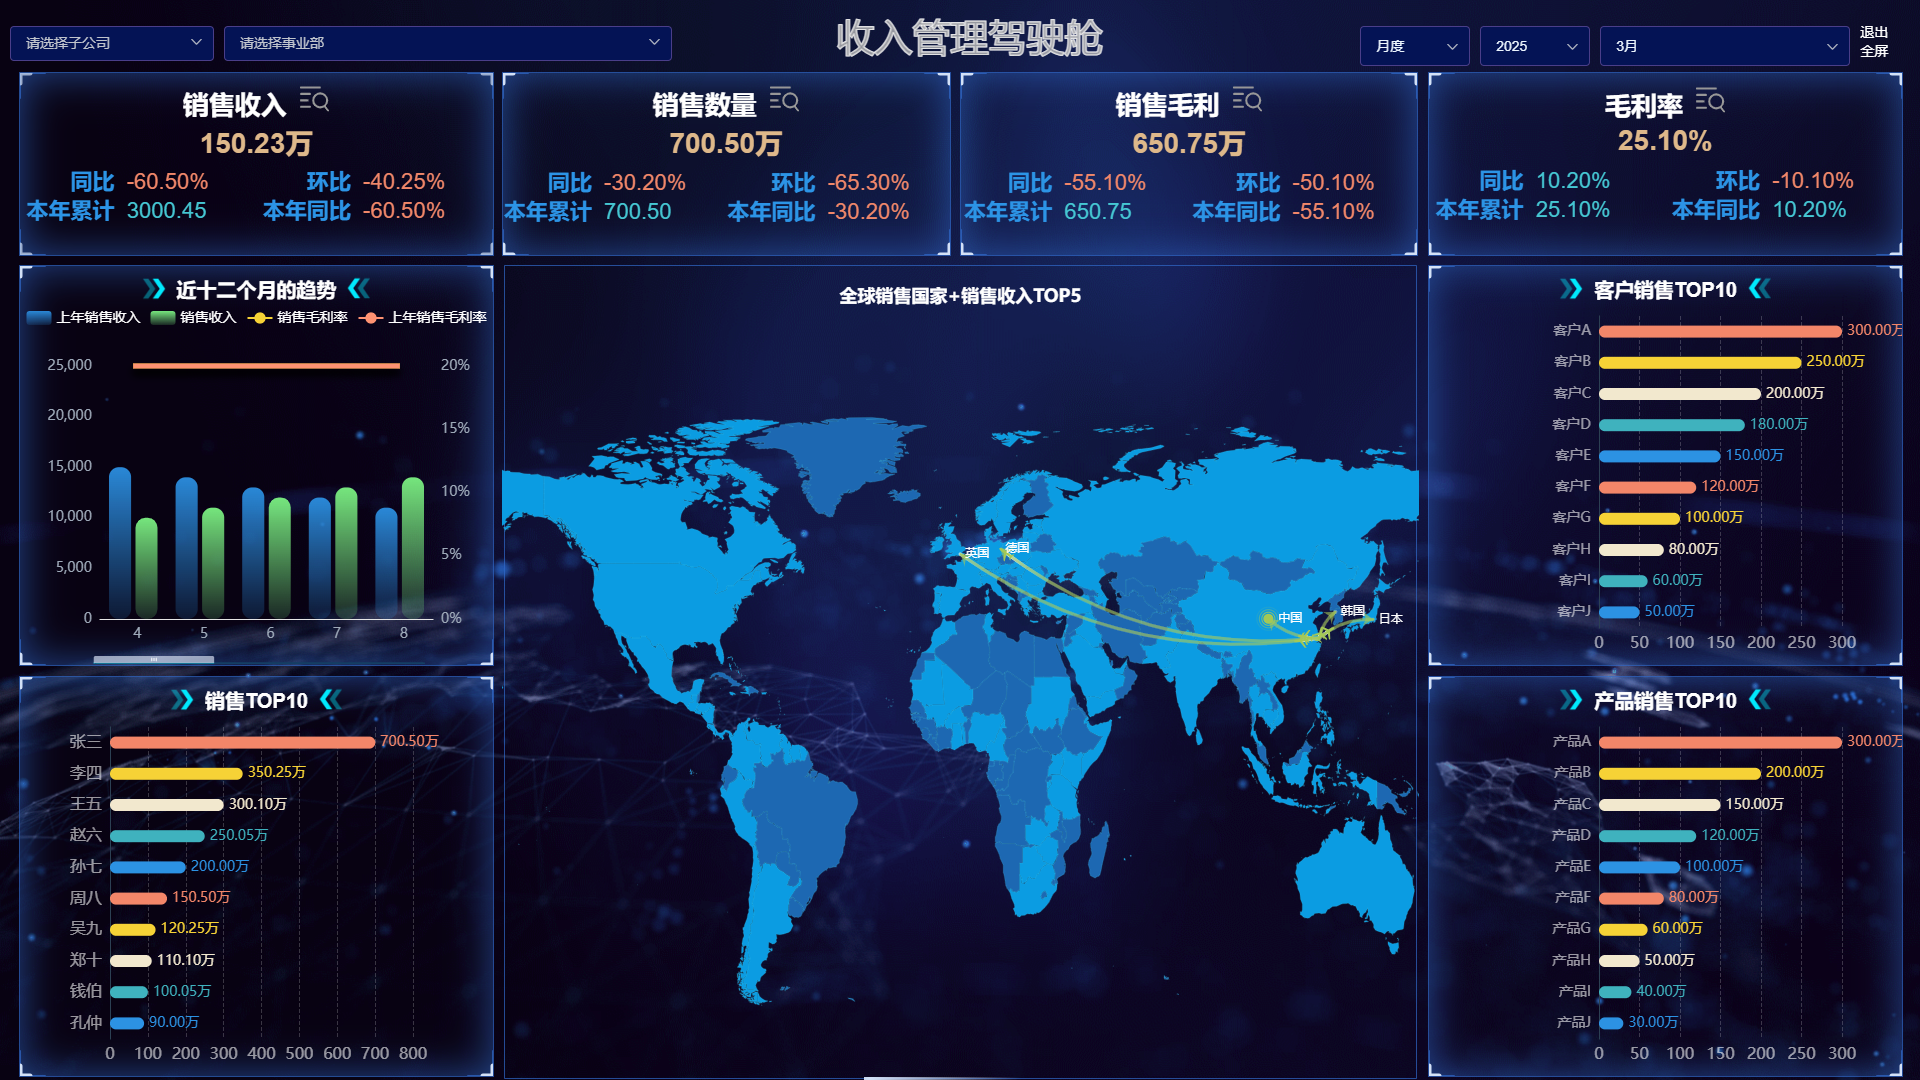 请选择子公司
请选择事业部
收入管理驾驶舱
月度
2025
3月
退出
全屏
销售收入
150.23万
同比 -60.50% 环比 -40.25%
本年累计 3000.45 本年同比 -60.50%
销售数量
700.50万
同比 -30.20% 环比 -65.30%
本年累计 700.50 本年同比 -30.20%
销售毛利
650.75万
同比 -55.10% 环比 -50.10%
本年累计 650.75 本年同比 -55.10%
毛利率
25.10%
同比 10.20% 环比 -10.10%
本年累计 25.10% 本年同比 10.20%
近十二个月的趋势
上年销售收入 销售收入 销售毛利率 上年销售毛利率
25,000 20%
20,000
15%
15,000
10%
10,000
5%
5,000
0 0%
4 5 6 7 8
全球销售国家+销售收入TOP5
英国
德国
中国
韩国
日本
客户销售TOP10
客户A 300.00万
客户B 250.00万
客户C 200.00万
客户D 180.00万
客户E 150.00万
客户F 120.00万
客户G 100.00万
客户H 80.00万
客户I 60.00万
客户J 50.00万
0 50 100 150 200 250 300
销售TOP10
张三 700.50万
李四 350.25万
王五 300.10万
赵六 250.05万
孙七 200.00万
周八 150.50万
吴九 120.25万
郑十 110.10万
钱伯 100.05万
孔仲 90.00万
0 100 200 300 400 500 600 700 800
产品销售TOP10
产品A 300.00万
产品B 200.00万
产品C 150.00万
产品D 120.00万
产品E 100.00万
产品F 80.00万
产品G 60.00万
产品H 50.00万
产品I 40.00万
产品J 30.00万
0 50 100 150 200 250 300